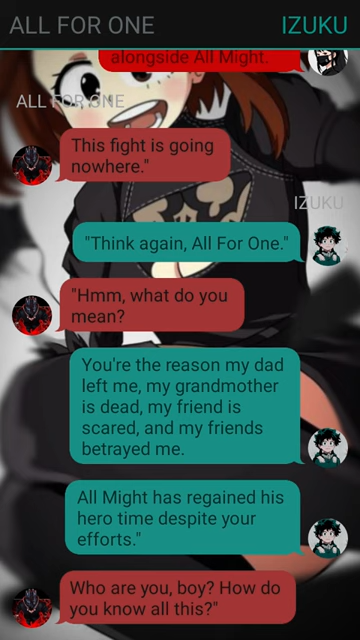 ALL FOR ONE
IZUKU
alongside All Might.
ALL FOR ONE
This fight is going
nowhere."
IZUKU
"Think again, All For One."
"Hmm, what do you
mean?
You're the reason my dad
left me, my grandmother
is dead, my friend is
scared, and my friends
betrayed me.
All Might has regained his
hero time despite your
efforts."
Who are you, boy? How do
you know all this?"